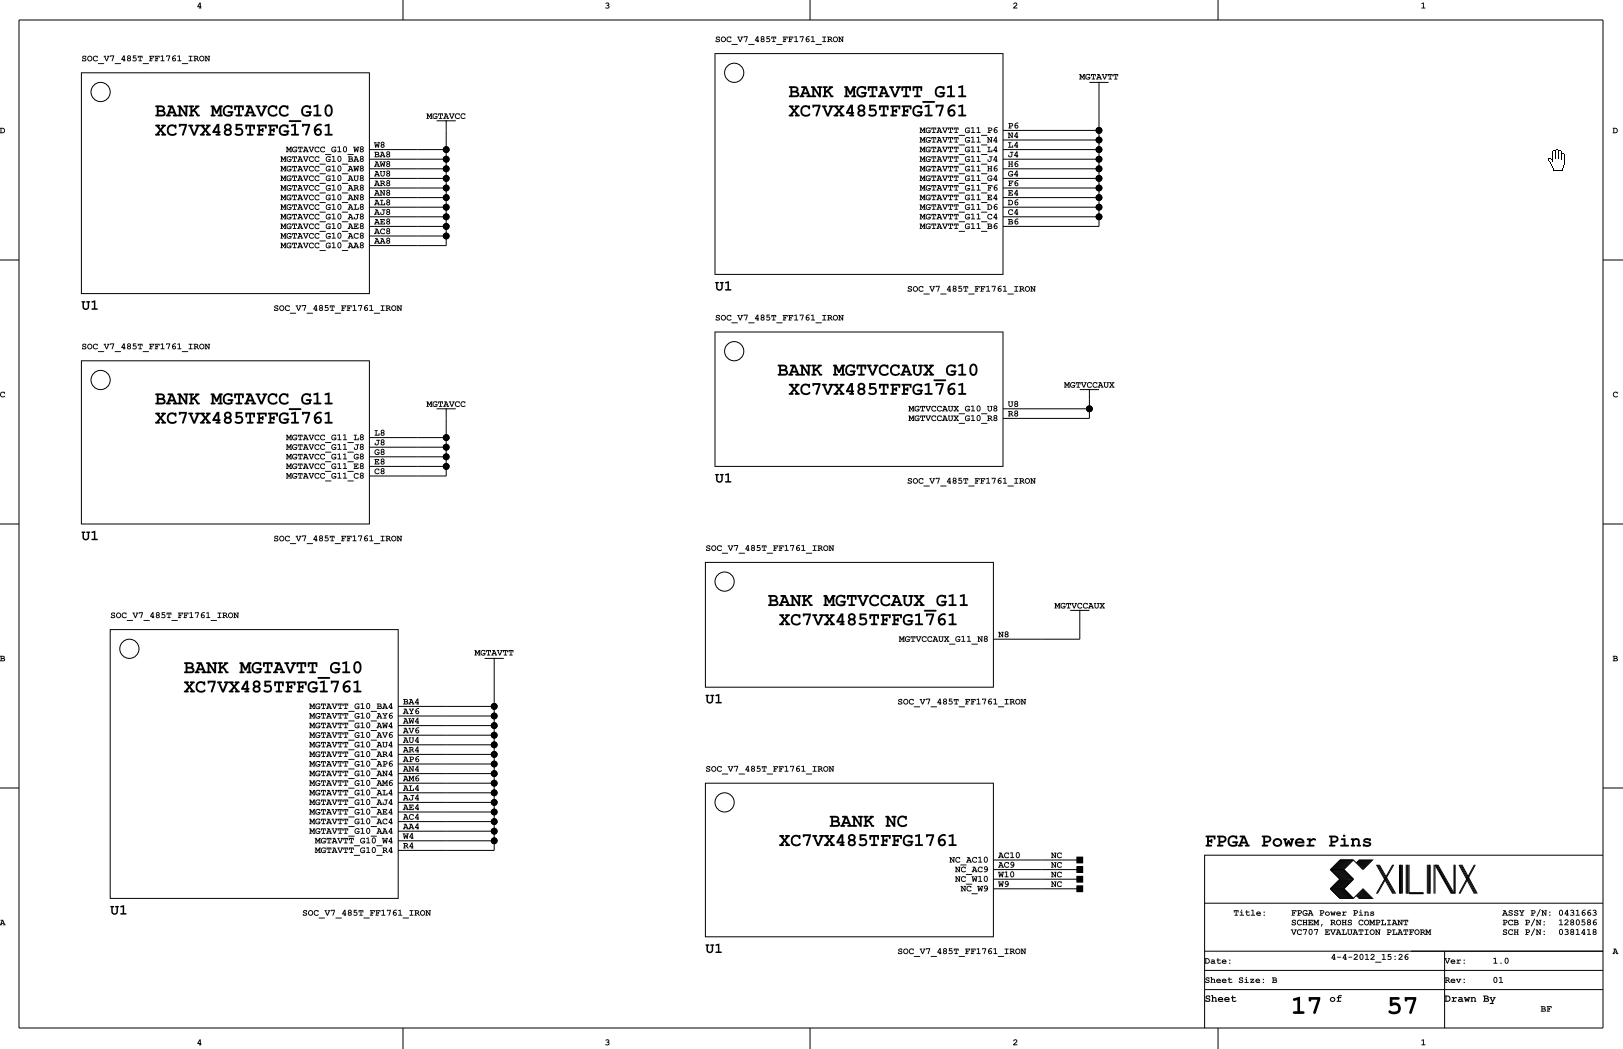 4 3 2 1
D
C
B
A
SOC_V7_485T_FF1761_IRON
BANK MGTAVCC_G10
XC7VX485TFFG1761
MGTAVCC
MGTAVCC_G10_W8 W8
MGTAVCC_G10_BA8 BA8
MGTAVCC_G10_AW8 AW8
MGTAVCC_G10_AU8 AU8
MGTAVCC_G10_AR8 AR8
MGTAVCC_G10_AN8 AN8
MGTAVCC_G10_AL8 AL8
MGTAVCC_G10_AJ8 AJ8
MGTAVCC_G10_AE8 AE8
MGTAVCC_G10_AC8 AC8
MGTAVCC_G10_AA8 AA8
U1 SOC_V7_485T_FF1761_IRON
SOC_V7_485T_FF1761_IRON
BANK MGTAVCC_G11
XC7VX485TFFG1761
MGTAVCC
MGTAVCC_G11_L8 L8
MGTAVCC_G11_J8 J8
MGTAVCC_G11_G8 G8
MGTAVCC_G11_E8 E8
MGTAVCC_G11_C8 C8
U1 SOC_V7_485T_FF1761_IRON
SOC_V7_485T_FF1761_IRON
BANK MGTAVTT_G10
XC7VX485TFFG1761
MGTAVTT
MGTAVTT_G10_BA4 BA4
MGTAVTT_G10_AY6 AY6
MGTAVTT_G10_AW4 AW4
MGTAVTT_G10_AV6 AV6
MGTAVTT_G10_AU4 AU4
MGTAVTT_G10_AR4 AR4
MGTAVTT_G10_AP6 AP6
MGTAVTT_G10_AN4 AN4
MGTAVTT_G10_AM6 AM6
MGTAVTT_G10_AL4 AL4
MGTAVTT_G10_AJ4 AJ4
MGTAVTT_G10_AE4 AE4
MGTAVTT_G10_AC4 AC4
MGTAVTT_G10_AA4 AA4
MGTAVTT_G10_W4 W4
MGTAVTT_G10_R4 R4
U1 SOC_V7_485T_FF1761_IRON
SOC_V7_485T_FF1761_IRON
BANK MGTAVTT_G11
XC7VX485TFFG1761
MGTAVTT
MGTAVTT_G11_P6 P6
MGTAVTT_G11_N4 N4
MGTAVTT_G11_L4 L4
MGTAVTT_G11_J4 J4
MGTAVTT_G11_H6 H6
MGTAVTT_G11_G4 G4
MGTAVTT_G11_F6 F6
MGTAVTT_G11_E4 E4
MGTAVTT_G11_D6 D6
MGTAVTT_G11_C4 C4
MGTAVTT_G11_B6 B6
U1 SOC_V7_485T_FF1761_IRON
SOC_V7_485T_FF1761_IRON
BANK MGTVCCAUX_G10
XC7VX485TFFG1761
MGTVCCAUX
MGTVCCAUX_G10_U8 U8
MGTVCCAUX_G10_R8 R8
U1 SOC_V7_485T_FF1761_IRON
SOC_V7_485T_FF1761_IRON
BANK MGTVCCAUX_G11
XC7VX485TFFG1761
MGTVCCAUX
MGTVCCAUX_G11_N8 N8
U1 SOC_V7_485T_FF1761_IRON
SOC_V7_485T_FF1761_IRON
BANK NC
XC7VX485TFFG1761
NC_AC10 AC10 NC
NC_AC9 AC9 NC
NC_W10 W10 NC
NC_W9 W9 NC
U1 SOC_V7_485T_FF1761_IRON
D
C
B
A
FPGA Power Pins
XILINX
Title: FPGA Power Pins ASSY P/N: 0431663
SCHEM, ROHS COMPLIANT PCB P/N: 1280586
VC707 EVALUATION PLATFORM SCH P/N: 0381418
Date: 4-4-2012_15:26 Ver: 1.0
Sheet Size: B Rev: 01
Sheet 17 of 57 Drawn By
BF
4 3 2 1